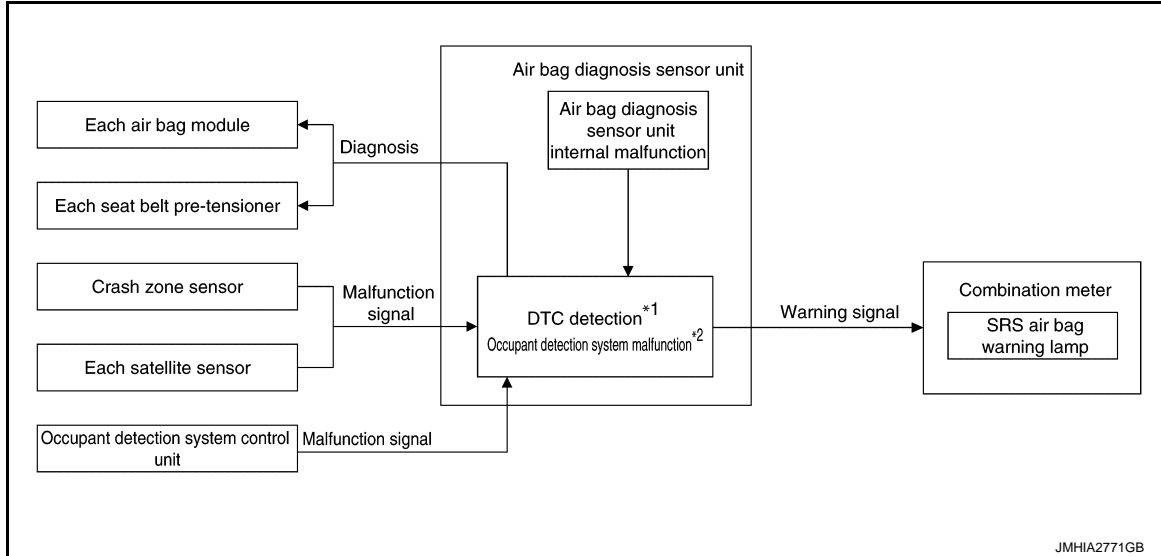 Air bag diagnosis sensor unit
Air bag diagnosis
sensor unit
internal malfunction
Each air bag module
Diagnosis
Each seat belt pre-tensioner
Crash zone sensor
Malfunction
signal
Each satellite sensor
DTC detection*1
Occupant detection system malfunction*2
Warning signal
Combination meter
SRS air bag
warning lamp
Occupant detection system control
unit
Malfunction signal
JMHIA2771GB